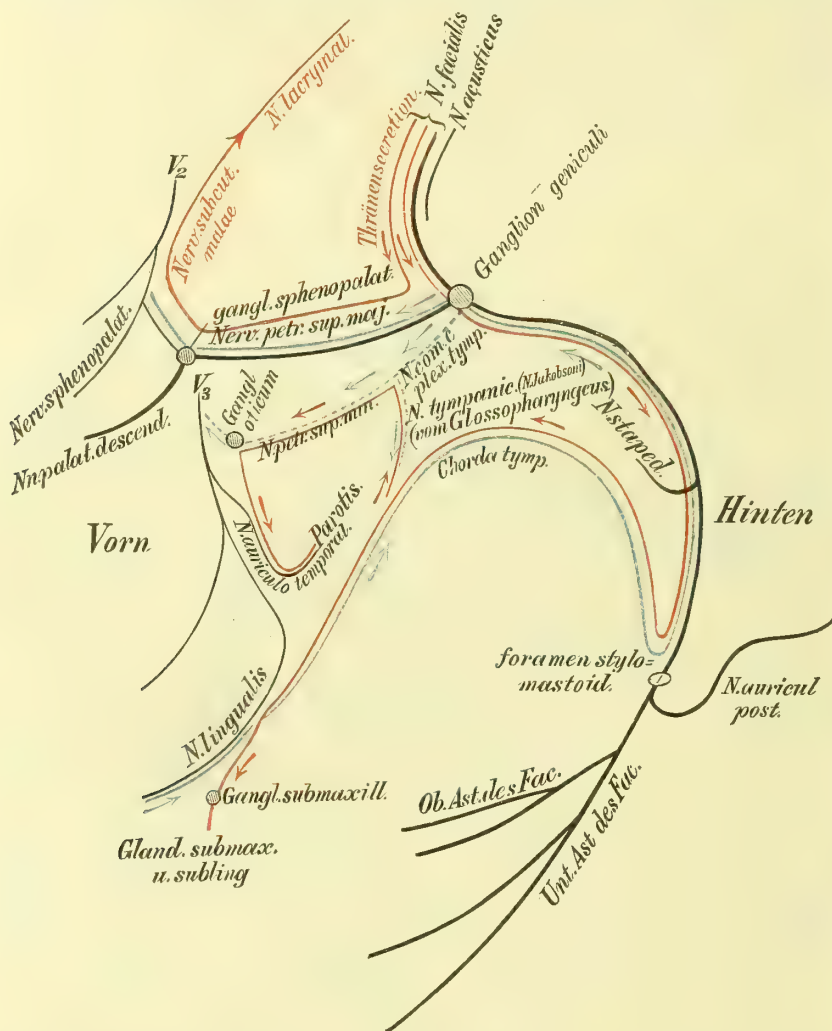 N. lacrymal.
Nerv. subcut.
malae
V2
Thränensecretion.
N. facialis
N. acusticus
Ganglion geniculi
gangl. sphenopalat.
Nerv. petr. sup. maj.
Nerv. sphenopalat.
Nn. palat. descend.
V3
Gangl
oticum
N. com. c
plex. tymp.
N. petr. sup. min.
N. tympanic. (N. Jakobsoni)
(vom Glossopharyngeus.)
Chorda tymp.
N. staped.
Vorn
Hinten
Parotis.
N. auriculo temporal.
foramen stylo=
mastoid.
N. auricul
post.
N. lingualis
Gangl. submaxill.
Gland. submax.
u. subling
Ob. Ast. des Fac.
Unt. Ast des Fac.